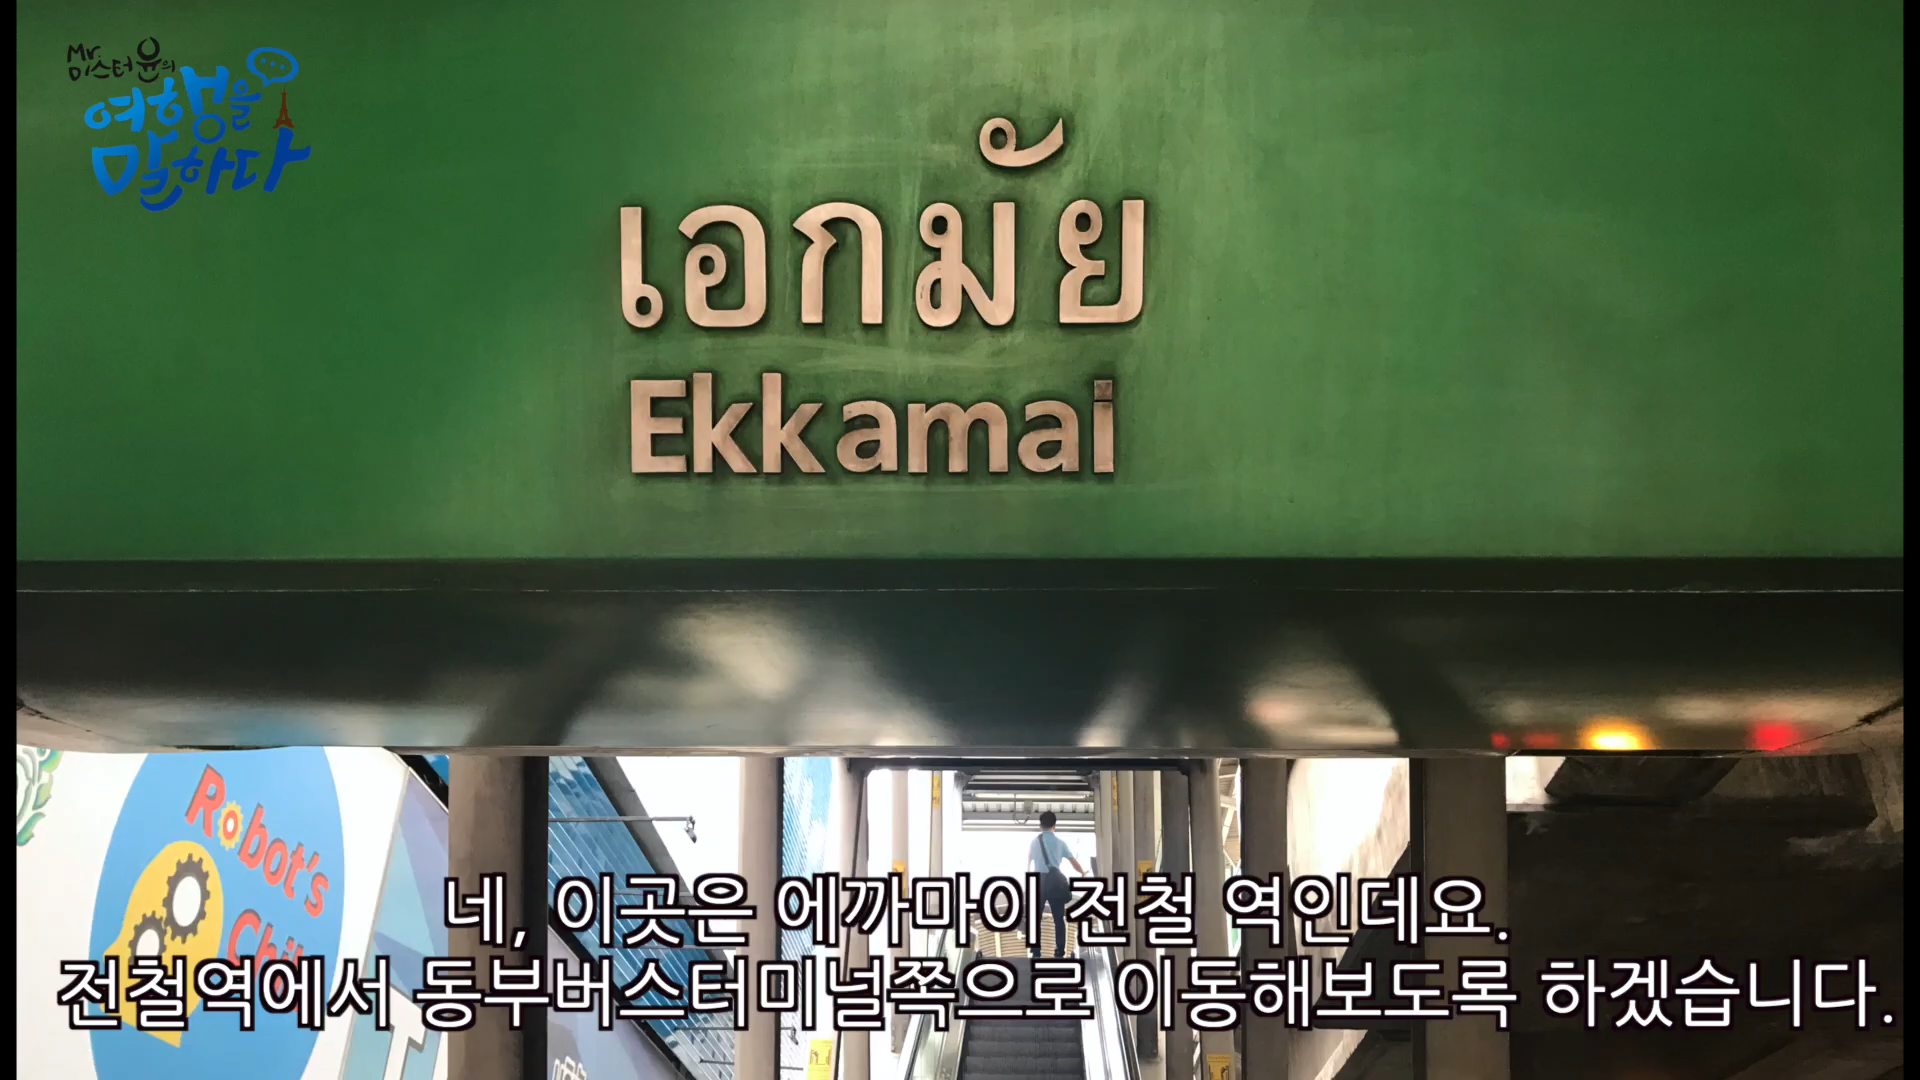 Mr.
미스터 윤의
여행을
말하다
เอกมัย
Ekkamai
Robot's
네, 이곳은 에까마이 전철 역인데요.
전철역에서 동부버스터미널쪽으로 이동해보도록 하겠습니다.